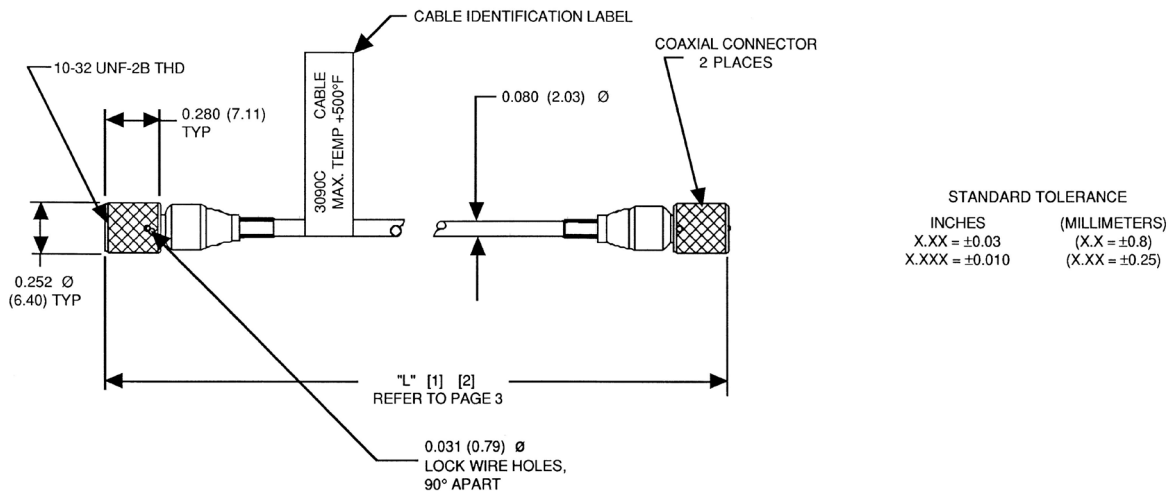 CABLE IDENTIFICATION LABEL
COAXIAL CONNECTOR
2 PLACES
10-32 UNF-2B THD
0.280 (7.11)
TYP
3090C CABLE
MAX. TEMP +500°F
0.080 (2.03) Ø
STANDARD TOLERANCE
INCHES (MILLIMETERS)
X.XX = ±0.03 (X.X = ±0.8)
X.XXX = ±0.010 (X.XX = ±0.25)
0.252 Ø
(6.40) TYP
"L" [1] [2]
REFER TO PAGE 3
0.031 (0.79) Ø
LOCK WIRE HOLES,
90° APART